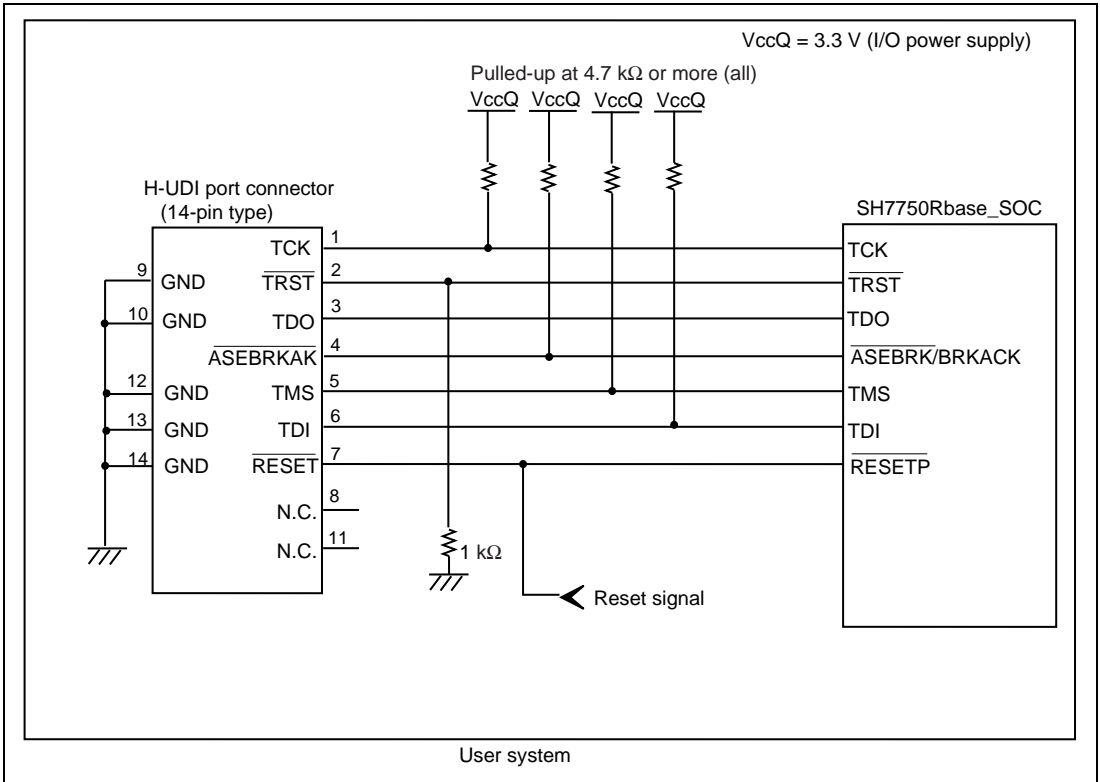 VccQ = 3.3 V (I/O power supply)
Pulled-up at 4.7 kΩ or more (all)
VccQ VccQ VccQ VccQ
H-UDI port connector
(14-pin type)
SH7750Rbase_SOC
TCK 1 TCK
9 GND TRST 2 TRST
10 GND TDO 3 TDO
ASEBRKAK 4 ASEBRK/BRKACK
12 GND TMS 5 TMS
13 GND TDI 6 TDI
14 GND RESET 7 RESETP
N.C. 8
N.C. 11
1 kΩ
Reset signal
User system